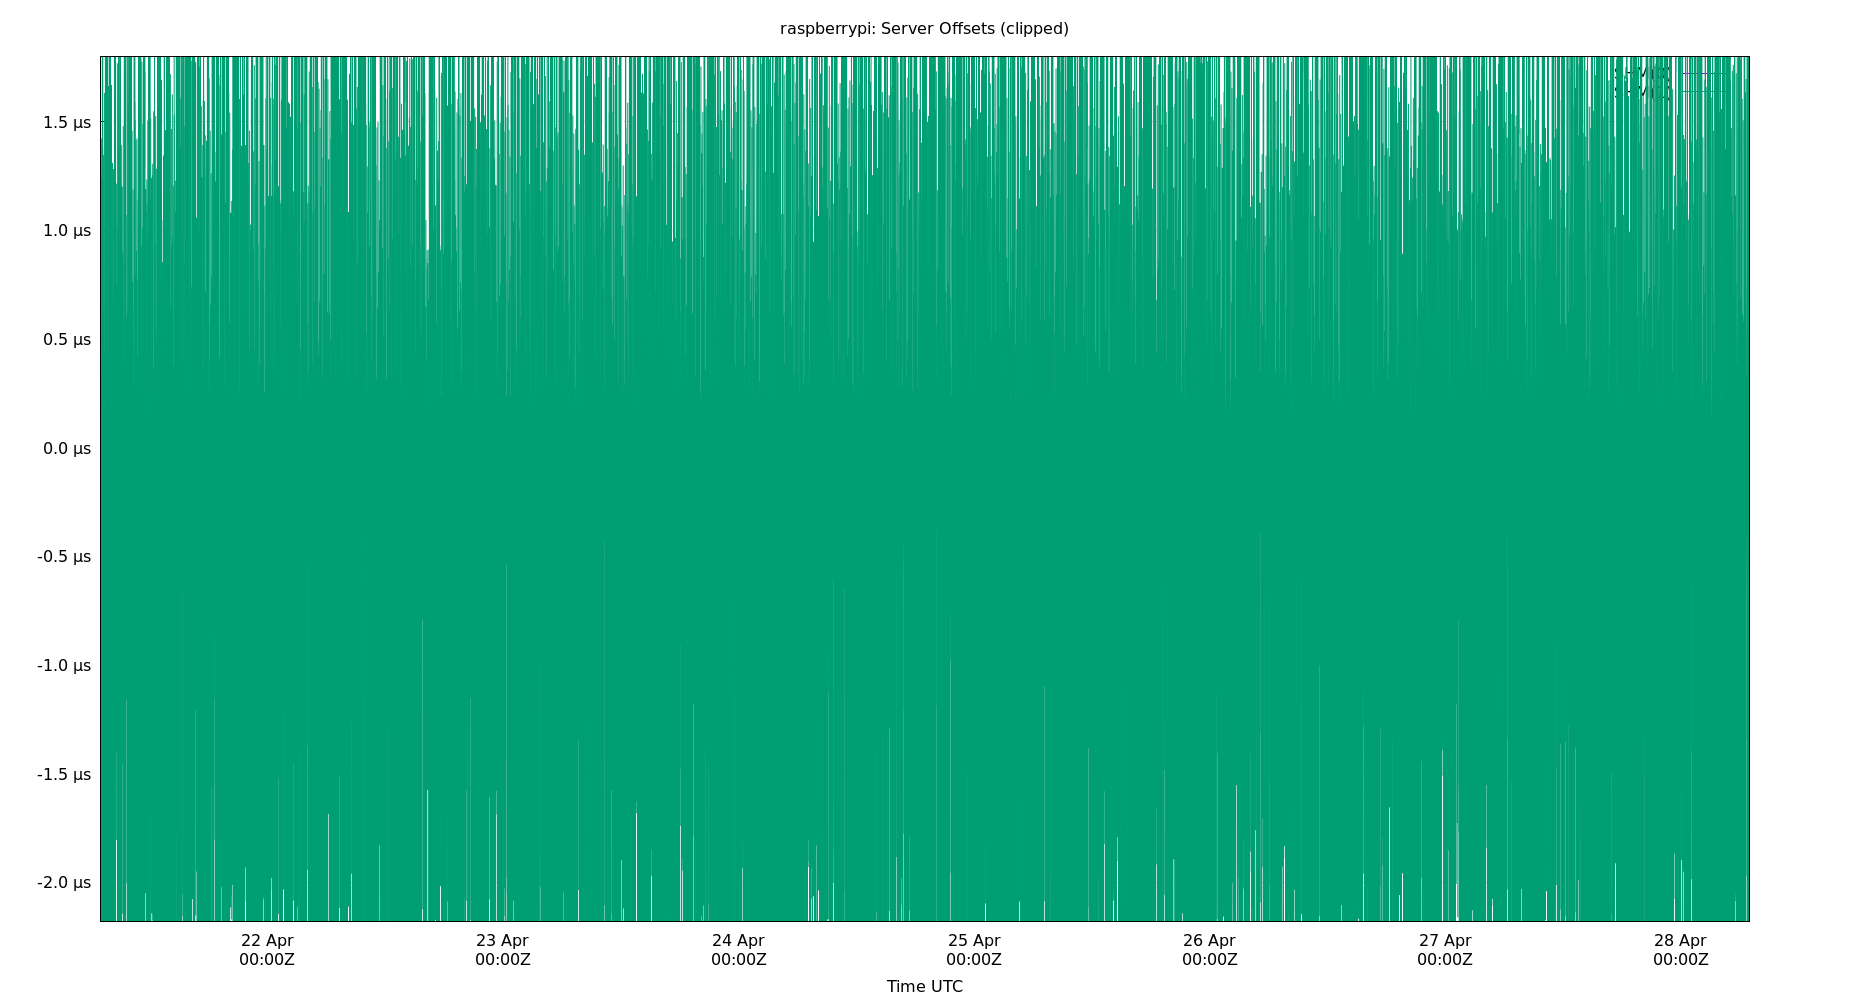 raspberrypi: Server Offsets (clipped)
1.5 µs
1.0 µs
0.5 µs
0.0 µs
-0.5 µs
-1.0 µs
-1.5 µs
-2.0 µs
22 Apr
00:00Z
23 Apr
00:00Z
24 Apr
00:00Z
25 Apr
00:00Z
26 Apr
00:00Z
27 Apr
00:00Z
28 Apr
00:00Z
Time UTC